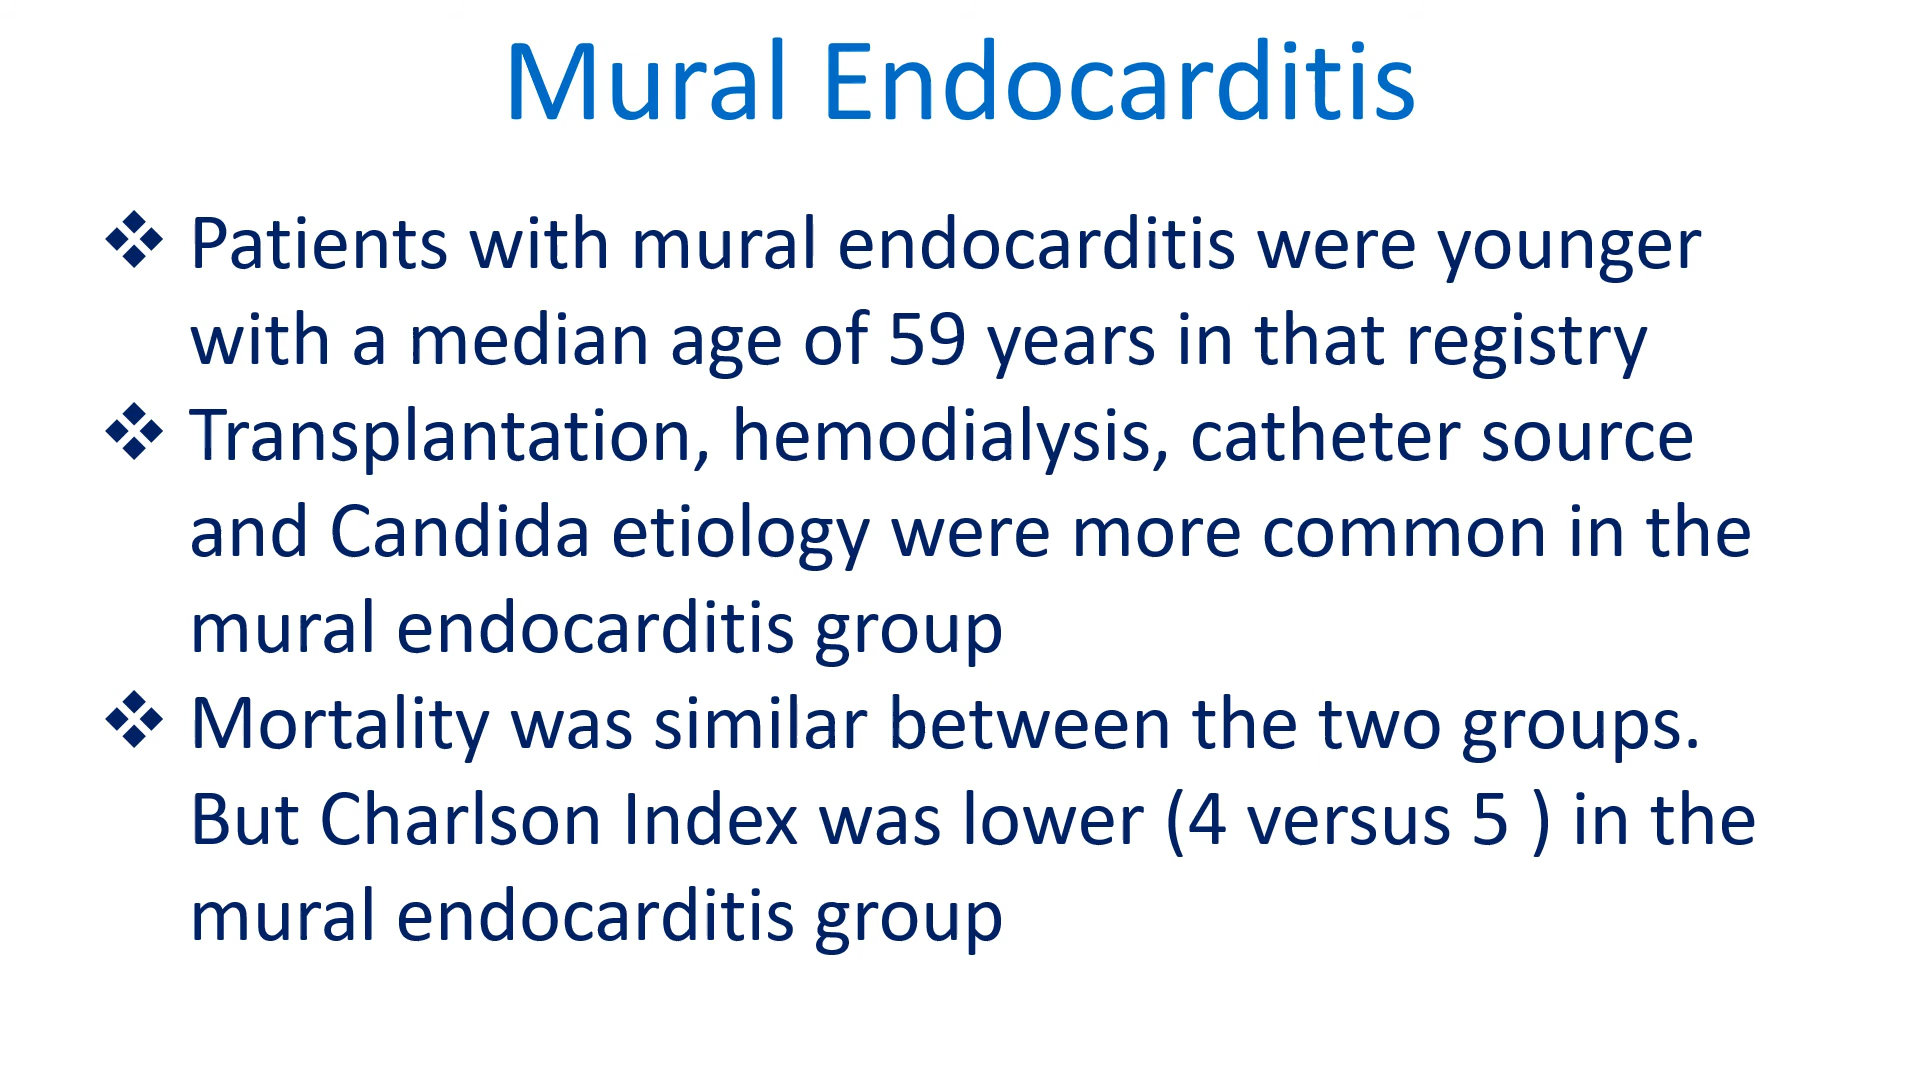 Mural Endocarditis
❖ Patients with mural endocarditis were younger
with a median age of 59 years in that registry
❖ Transplantation, hemodialysis, catheter source
and Candida etiology were more common in the
mural endocarditis group
❖ Mortality was similar between the two groups.
But Charlson Index was lower (4 versus 5 ) in the
mural endocarditis group